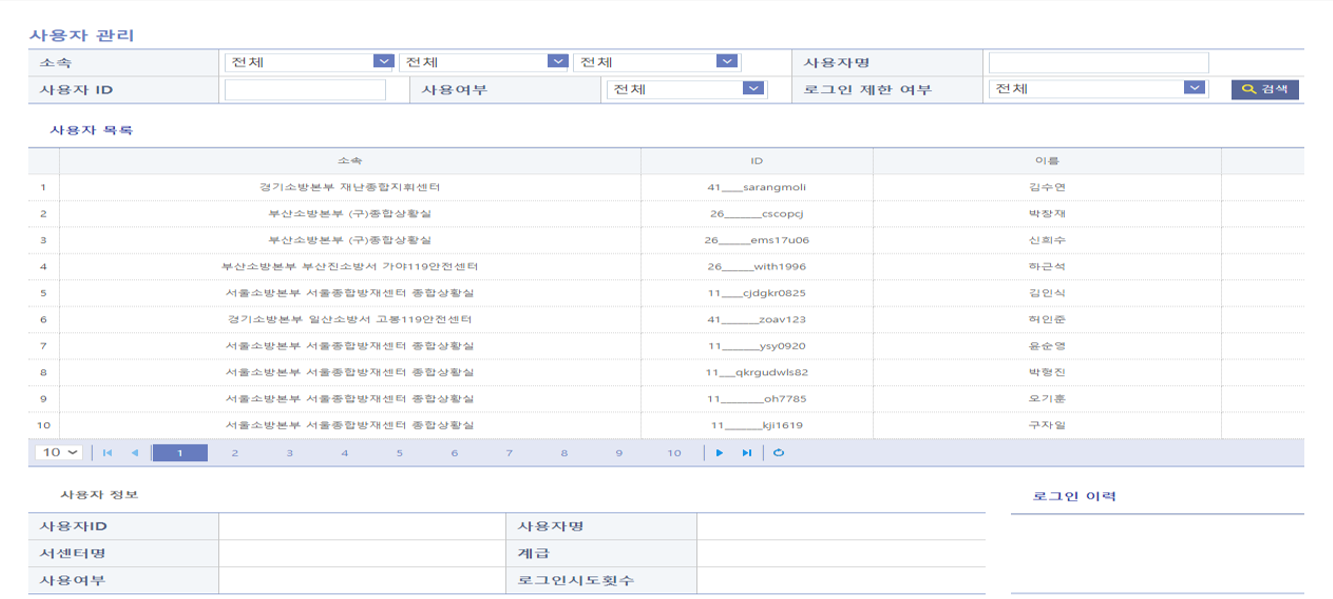 사용자 관리
소속 전체 전체 전체 사용자명
사용자 ID 사용여부 전체 로그인 제한 여부 전체 검색
사용자 목록
소속 ID 이름
1 경기소방본부 재난종합지휘센터 41____sarangmoli 김수연
2 부산소방본부 (구)종합상황실 26_______cscopcj 박장재
3 부산소방본부 (구)종합상황실 26______ems17u06 신희수
4 부산소방본부 부산진소방서 가야119안전센터 26______with1996 하근석
5 서울소방본부 서울종합방재센터 종합상황실 11____cjdgkr0825 김인식
6 경기소방본부 일산소방서 고봉119안전센터 41_______zoav123 허인준
7 서울소방본부 서울종합방재센터 종합상황실 11_______ysy0920 윤순영
8 서울소방본부 서울종합방재센터 종합상황실 11___qkrgudwls82 박형진
9 서울소방본부 서울종합방재센터 종합상황실 11________oh7785 오기훈
10 서울소방본부 서울종합방재센터 종합상황실 11_______kji1619 구자일
10 1 2 3 4 5 6 7 8 9 10
사용자 정보 로그인 이력
사용자ID 사용자명
서센터명 계급
사용여부 로그인시도횟수